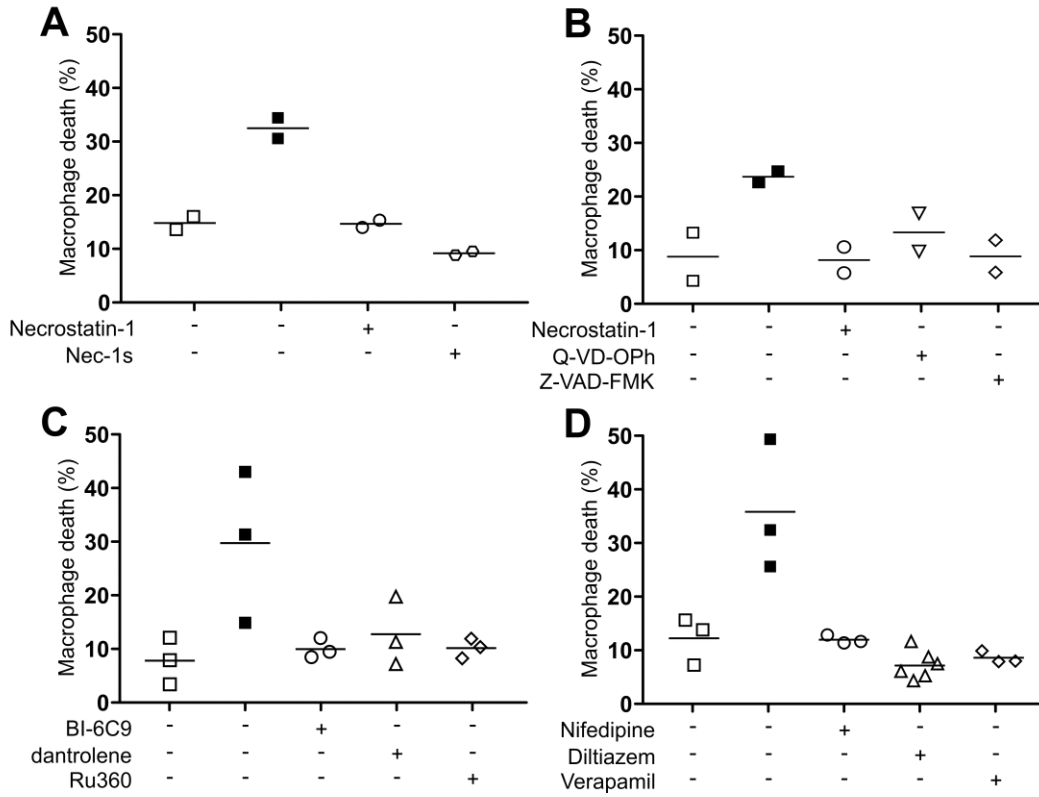 A
Macrophage death (%)
50
40
30
20
10
0
Necrostatin-1 - - + -
Nec-1s - - - +
B
Macrophage death (%)
50
40
30
20
10
0
Necrostatin-1 - - + - -
Q-VD-OPh - - - + -
Z-VAD-FMK - - - - +
C
Macrophage death (%)
50
40
30
20
10
0
BI-6C9 - - + - -
dantrolene - - - + -
Ru360 - - - - +
D
Macrophage death (%)
50
40
30
20
10
0
Nifedipine - - + - -
Diltiazem - - - + -
Verapamil - - - - +